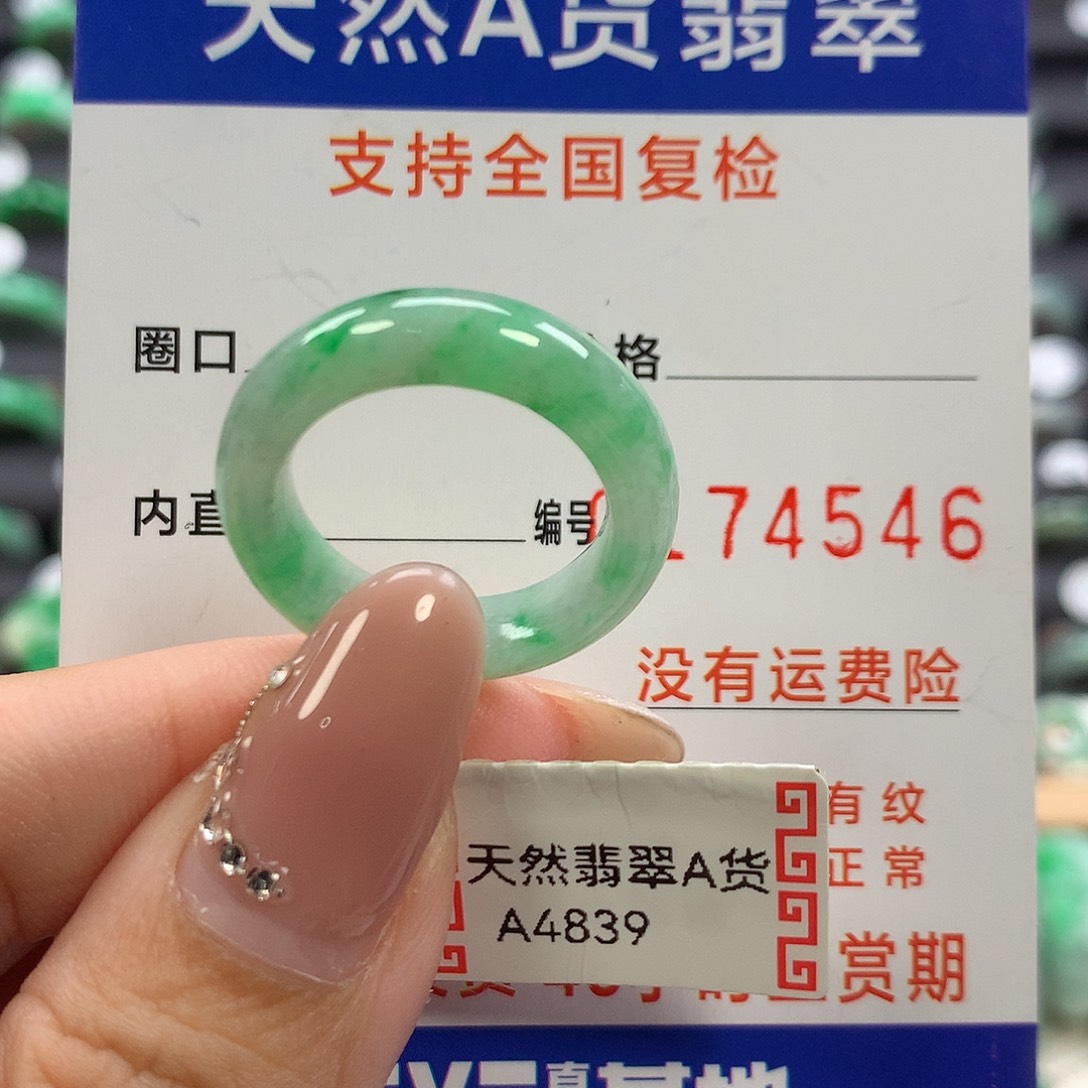 天然A货翡翠
支持全国复检
圈口
格
内直
编号
74546
没有运费险
有纹
正常
天然翡翠A货
A4839
赏期
基地